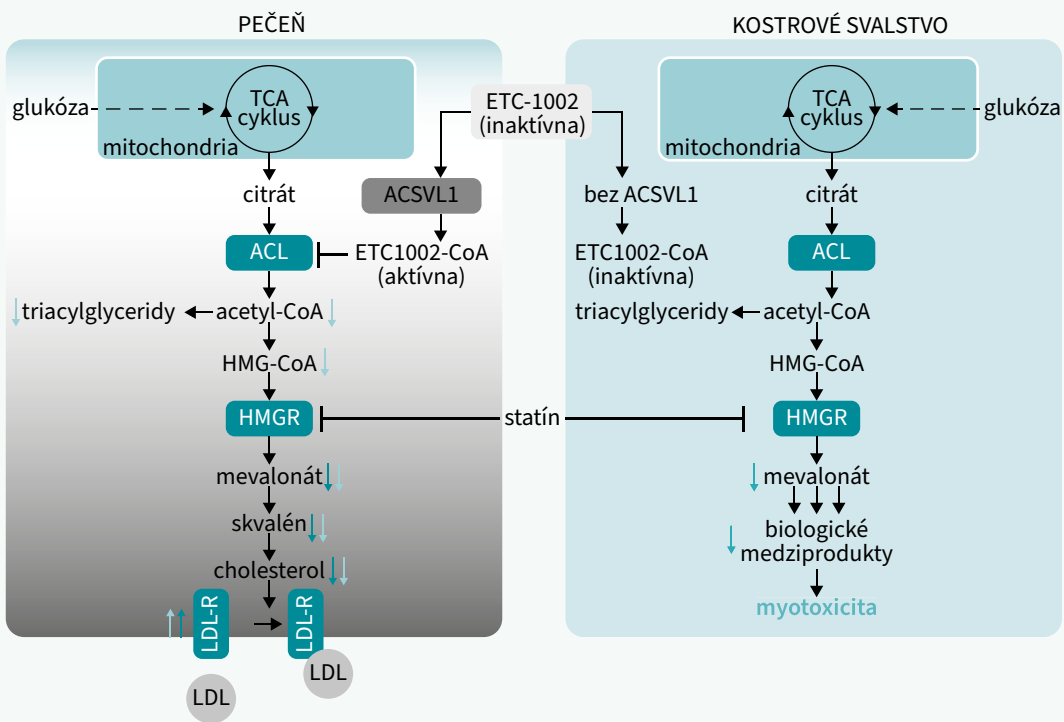 PEČEŇ
glukóza
TCA
cyklus
mitochondria
citrát
ACL
triacylglyceridy
acetyl-CoA
HMG-CoA
HMGR
mevalonát
skvalén
cholesterol
LDL-R
LDL-R
LDL
LDL
ETC-1002
(inaktívna)
ACSVL1
ETC1002-CoA
(aktívna)
bez ACSVL1
ETC1002-CoA
(inaktívna)
statín
KOSTROVÉ SVALSTVO
TCA
cyklus
glukóza
mitochondria
citrát
ACL
triacylglyceridy
acetyl-CoA
HMG-CoA
HMGR
mevalonát
biologické
medziprodukty
myotoxicita